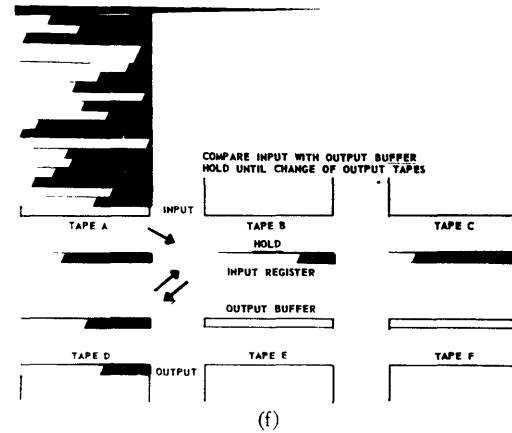 COMPARE INPUT WITH OUTPUT BUFFER
HOLD UNTIL CHANGE OF OUTPUT TAPES
INPUT
TAPE A
TAPE B
TAPE C
HOLD
INPUT REGISTER
OUTPUT BUFFER
TAPE D
TAPE E
TAPE F
OUTPUT
(f)